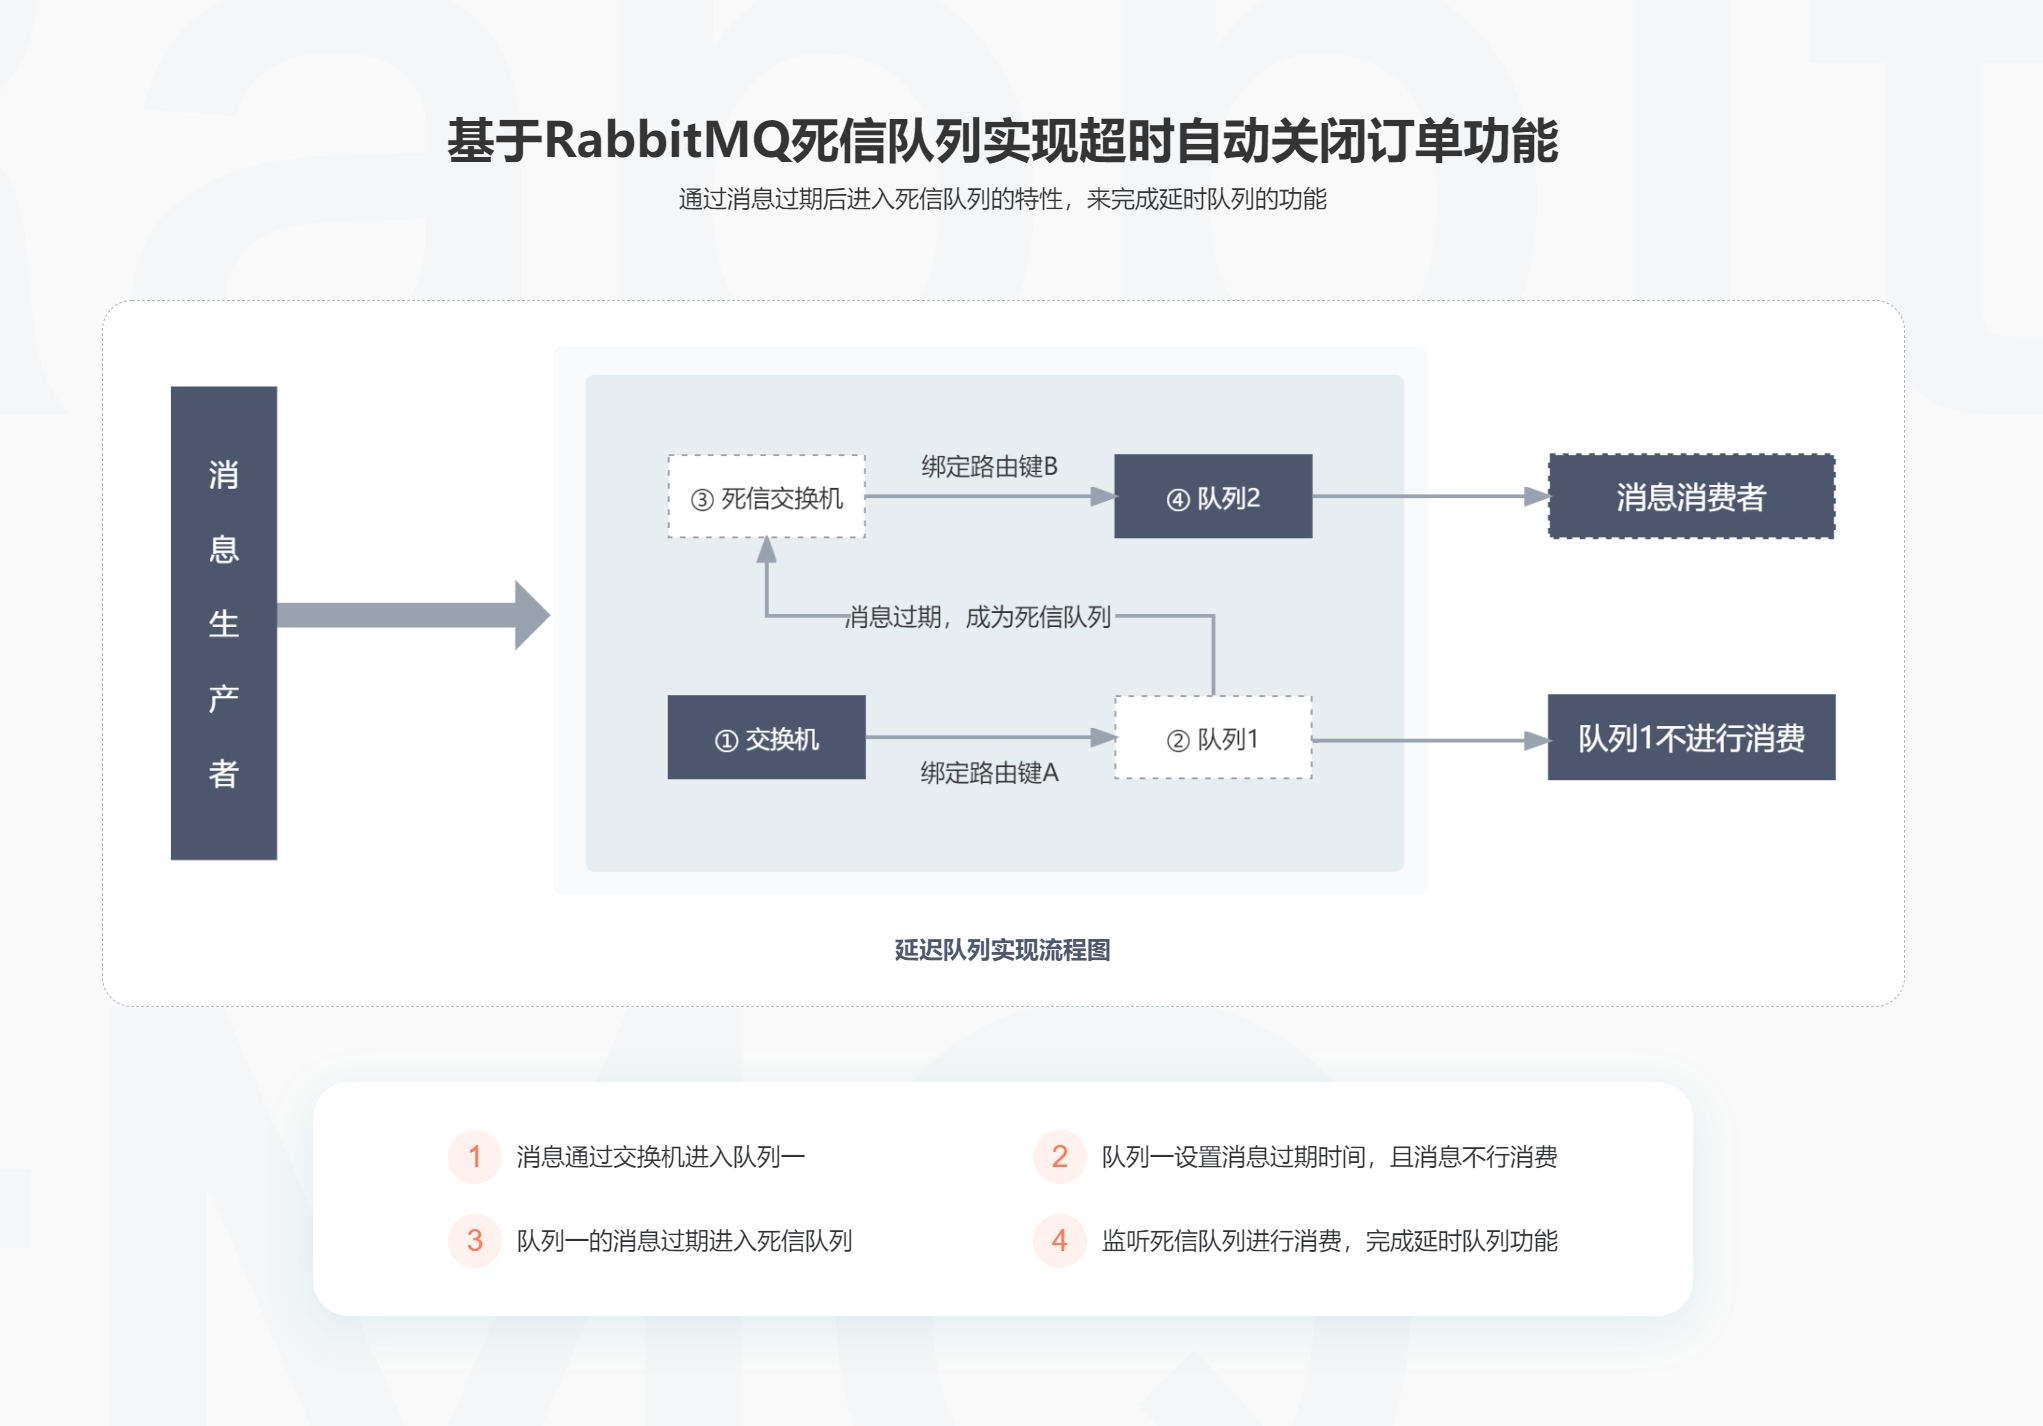 基于RabbitMQ死信队列实现超时自动关闭订单功能
通过消息过期后进入死信队列的特性，来完成延时队列的功能
消息生产者
③ 死信交换机
绑定路由键B
④ 队列2
消息消费者
消息过期，成为死信队列
① 交换机
绑定路由键A
② 队列1
队列1不进行消费
延迟队列实现流程图
1 消息通过交换机进入队列一
2 队列一设置消息过期时间，且消息不行消费
3 队列一的消息过期进入死信队列
4 监听死信队列进行消费，完成延时队列功能
Rabbit
MQ